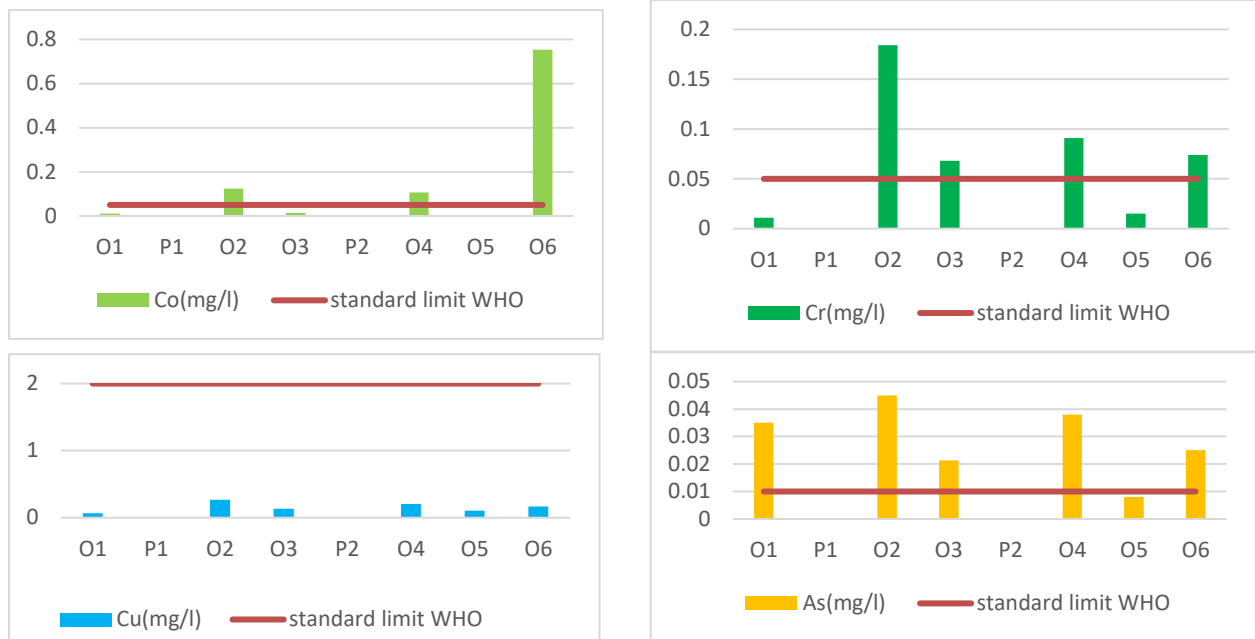 0.8
0.6
0.4
0.2
0
O1 P1 O2 O3 P2 O4 O5 O6
Co(mg/l) standard limit WHO
0.2
0.15
0.1
0.05
0
O1 P1 O2 O3 P2 O4 O5 O6
Cr(mg/l) standard limit WHO
2
1
0
O1 P1 O2 O3 P2 O4 O5 O6
Cu(mg/l) standard limit WHO
0.05
0.04
0.03
0.02
0.01
0
O1 P1 O2 O3 P2 O4 O5 O6
As(mg/l) standard limit WHO